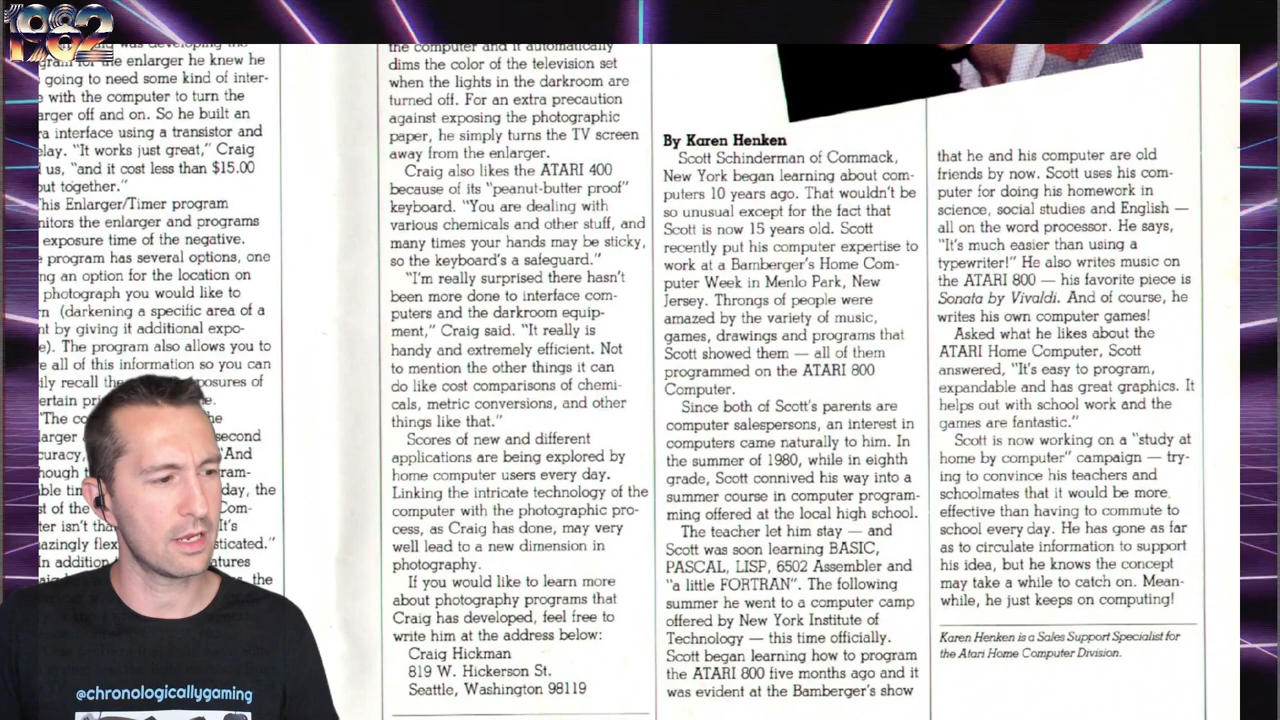 1982
gram for the enlarger he knew he
going to need some kind of inter-
with the computer to turn the
arger off and on. So he built an
ra interface using a transistor and
elay. "It works just great," Craig
us, "and it cost less than $15.00
out together."
This Enlarger/Timer program
nitors the enlarger and programs
exposure time of the negative.
program has several options, one
ng an option for the location on
photograph you would like to
n (darkening a specific area of a
nt by giving it additional expo-
e). The program also allows you to
e all of this information so you can
ily recall the
posures of
ertain
"The
second
curacy,
And
ram-
day, the
st of the
Com-
ter isn't
It's
azingly
sticated."
In addition
atures
the
the computer and it automatically
dims the color of the television set
when the lights in the darkroom are
turned off. For an extra precaution
against exposing the photographic
paper, he simply turns the TV screen
away from the enlarger.
Craig also likes the ATARI 400
because of its "peanut-butter proof"
keyboard. "You are dealing with
various chemicals and other stuff, and
many times your hands may be sticky,
so the keyboard's a safeguard."
"I'm really surprised there hasn't
been more done to interface com-
puters and the darkroom equip-
ment," Craig said. "It really is
handy and extremely efficient. Not
to mention the other things it can
do like cost comparisons of chemi-
cals, metric conversions, and other
things like that."
Scores of new and different
applications are being explored by
home computer users every day.
Linking the intricate technology of the
computer with the photographic pro-
cess, as Craig has done, may very
well lead to a new dimension in
photography.
If you would like to learn more
about photography programs that
Craig has developed, feel free to
write him at the address below:
Craig Hickman
819 W. Hickerson St.
Seattle, Washington 98119
By Karen Henken
Scott Schinderman of Commack,
New York began learning about com-
puters 10 years ago. That wouldn't be
so unusual except for the fact that
Scott is now 15 years old. Scott
recently put his computer expertise to
work at a Bamberger's Home Com-
puter Week in Menlo Park, New
Jersey. Throngs of people were
amazed by the variety of music,
games, drawings and programs that
Scott showed them — all of them
programmed on the ATARI 800
Computer.
Since both of Scott's parents are
computer salespersons, an interest in
computers came naturally to him. In
the summer of 1980, while in eighth
grade, Scott connived his way into a
summer course in computer program-
ming offered at the local high school.
The teacher let him stay — and
Scott was soon learning BASIC,
PASCAL, LISP, 6502 Assembler and
"a little FORTRAN". The following
summer he went to a computer camp
offered by New York Institute of
Technology — this time officially.
Scott began learning how to program
the ATARI 800 five months ago and it
was evident at the Bamberger's show
that he and his computer are old
friends by now. Scott uses his com-
puter for doing his homework in
science, social studies and English —
all on the word processor. He says,
"It's much easier than using a
typewriter!" He also writes music on
the ATARI 800 — his favorite piece is
Sonata by Vivaldi. And of course, he
writes his own computer games!
Asked what he likes about the
ATARI Home Computer, Scott
answered, "It's easy to program,
expandable and has great graphics. It
helps out with school work and the
games are fantastic."
Scott is now working on a "study at
home by computer" campaign — try-
ing to convince his teachers and
schoolmates that it would be more
effective than having to commute to
school every day. He has gone as far
as to circulate information to support
his idea, but he knows the concept
may take a while to catch on. Mean-
while, he just keeps on computing!
Karen Henken is a Sales Support Specialist for
the Atari Home Computer Division.
@chronologicallygaming